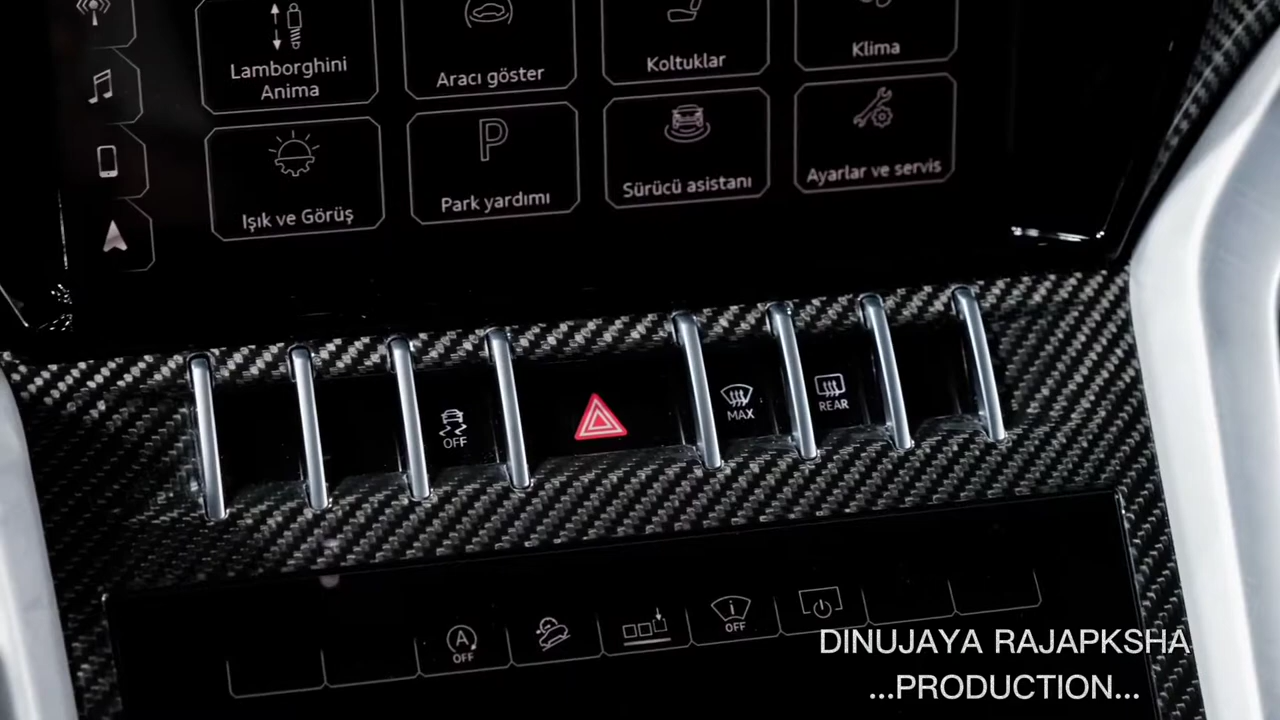 Lamborghini
Anima
Aracı göster
Koltuklar
Klima
Işık ve Görüş
P
Park yardımı
Sürücü asistanı
Ayarlar ve servis
OFF
MAX
REAR
A
OFF
i
OFF
DINUJAYA RAJAPKSHA
...PRODUCTION...